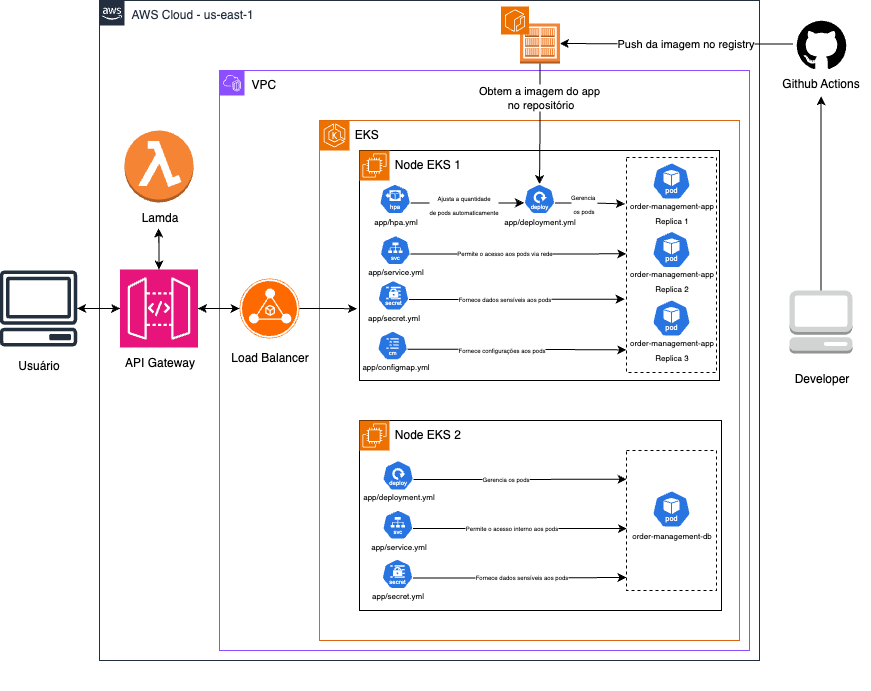 aws
AWS Cloud - us-east-1
Push da imagem no registry
Github Actions
VPC
Obtem a imagem do app
no repositório
EKS
Node EKS 1
hpa
app/hpa.yml
Ajusta a quantidade
de pods automaticamente
deploy
app/deployment.yml
Gerencia
os pods
pod
order-management-app
Replica 1
svc
app/service.yml
Permite o acesso aos pods via rede
pod
order-management-app
Replica 2
secret
app/secret.yml
Fornece dados sensíveis aos pods
pod
order-management-app
Replica 3
cm
app/configmap.yml
Fornece configurações aos pods
Lamda
Usuário
</>
API Gateway
Load Balancer
Developer
Node EKS 2
deploy
app/deployment.yml
Gerencia os pods
svc
app/service.yml
Permite o acesso interno aos pods
secret
app/secret.yml
Fornece dados sensíveis aos pods
pod
order-management-db